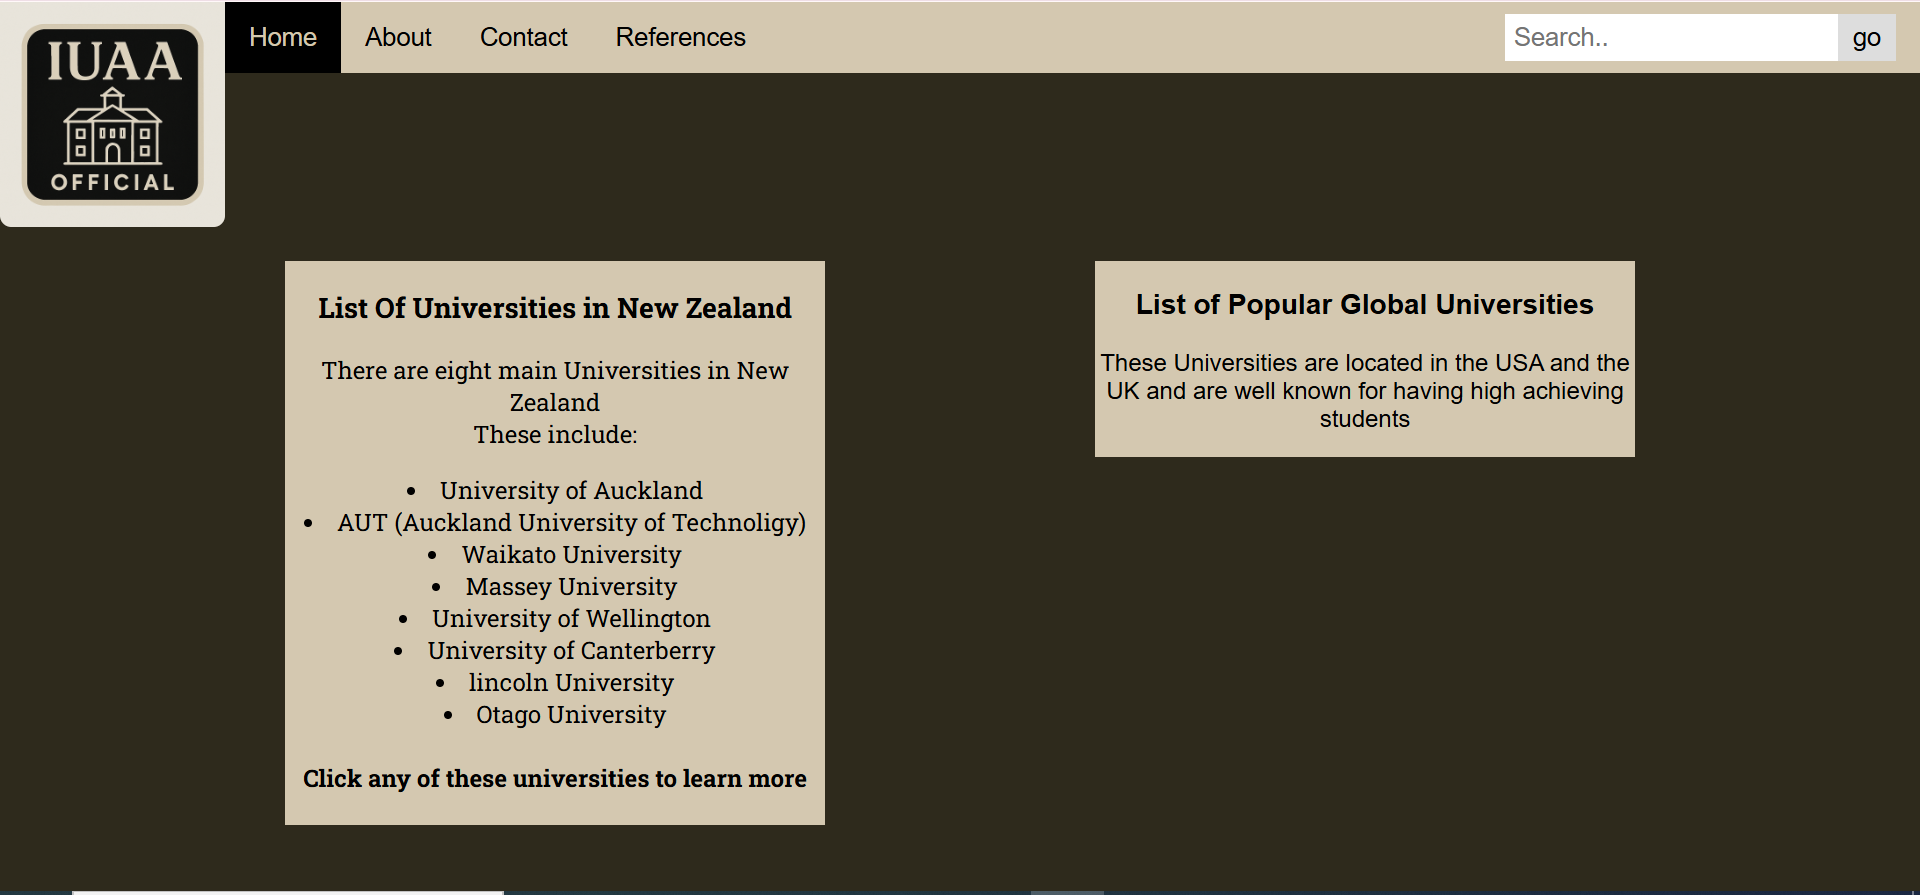 IUAA
OFFICIAL
Home
About
Contact
References
Search..
go
List Of Universities in New Zealand
There are eight main Universities in New
Zealand
These include:
• University of Auckland
• AUT (Auckland University of Technoligy)
• Waikato University
• Massey University
• University of Wellington
• University of Canterberry
• lincoln University
• Otago University
Click any of these universities to learn more
List of Popular Global Universities
These Universities are located in the USA and the
UK and are well known for having high achieving
students